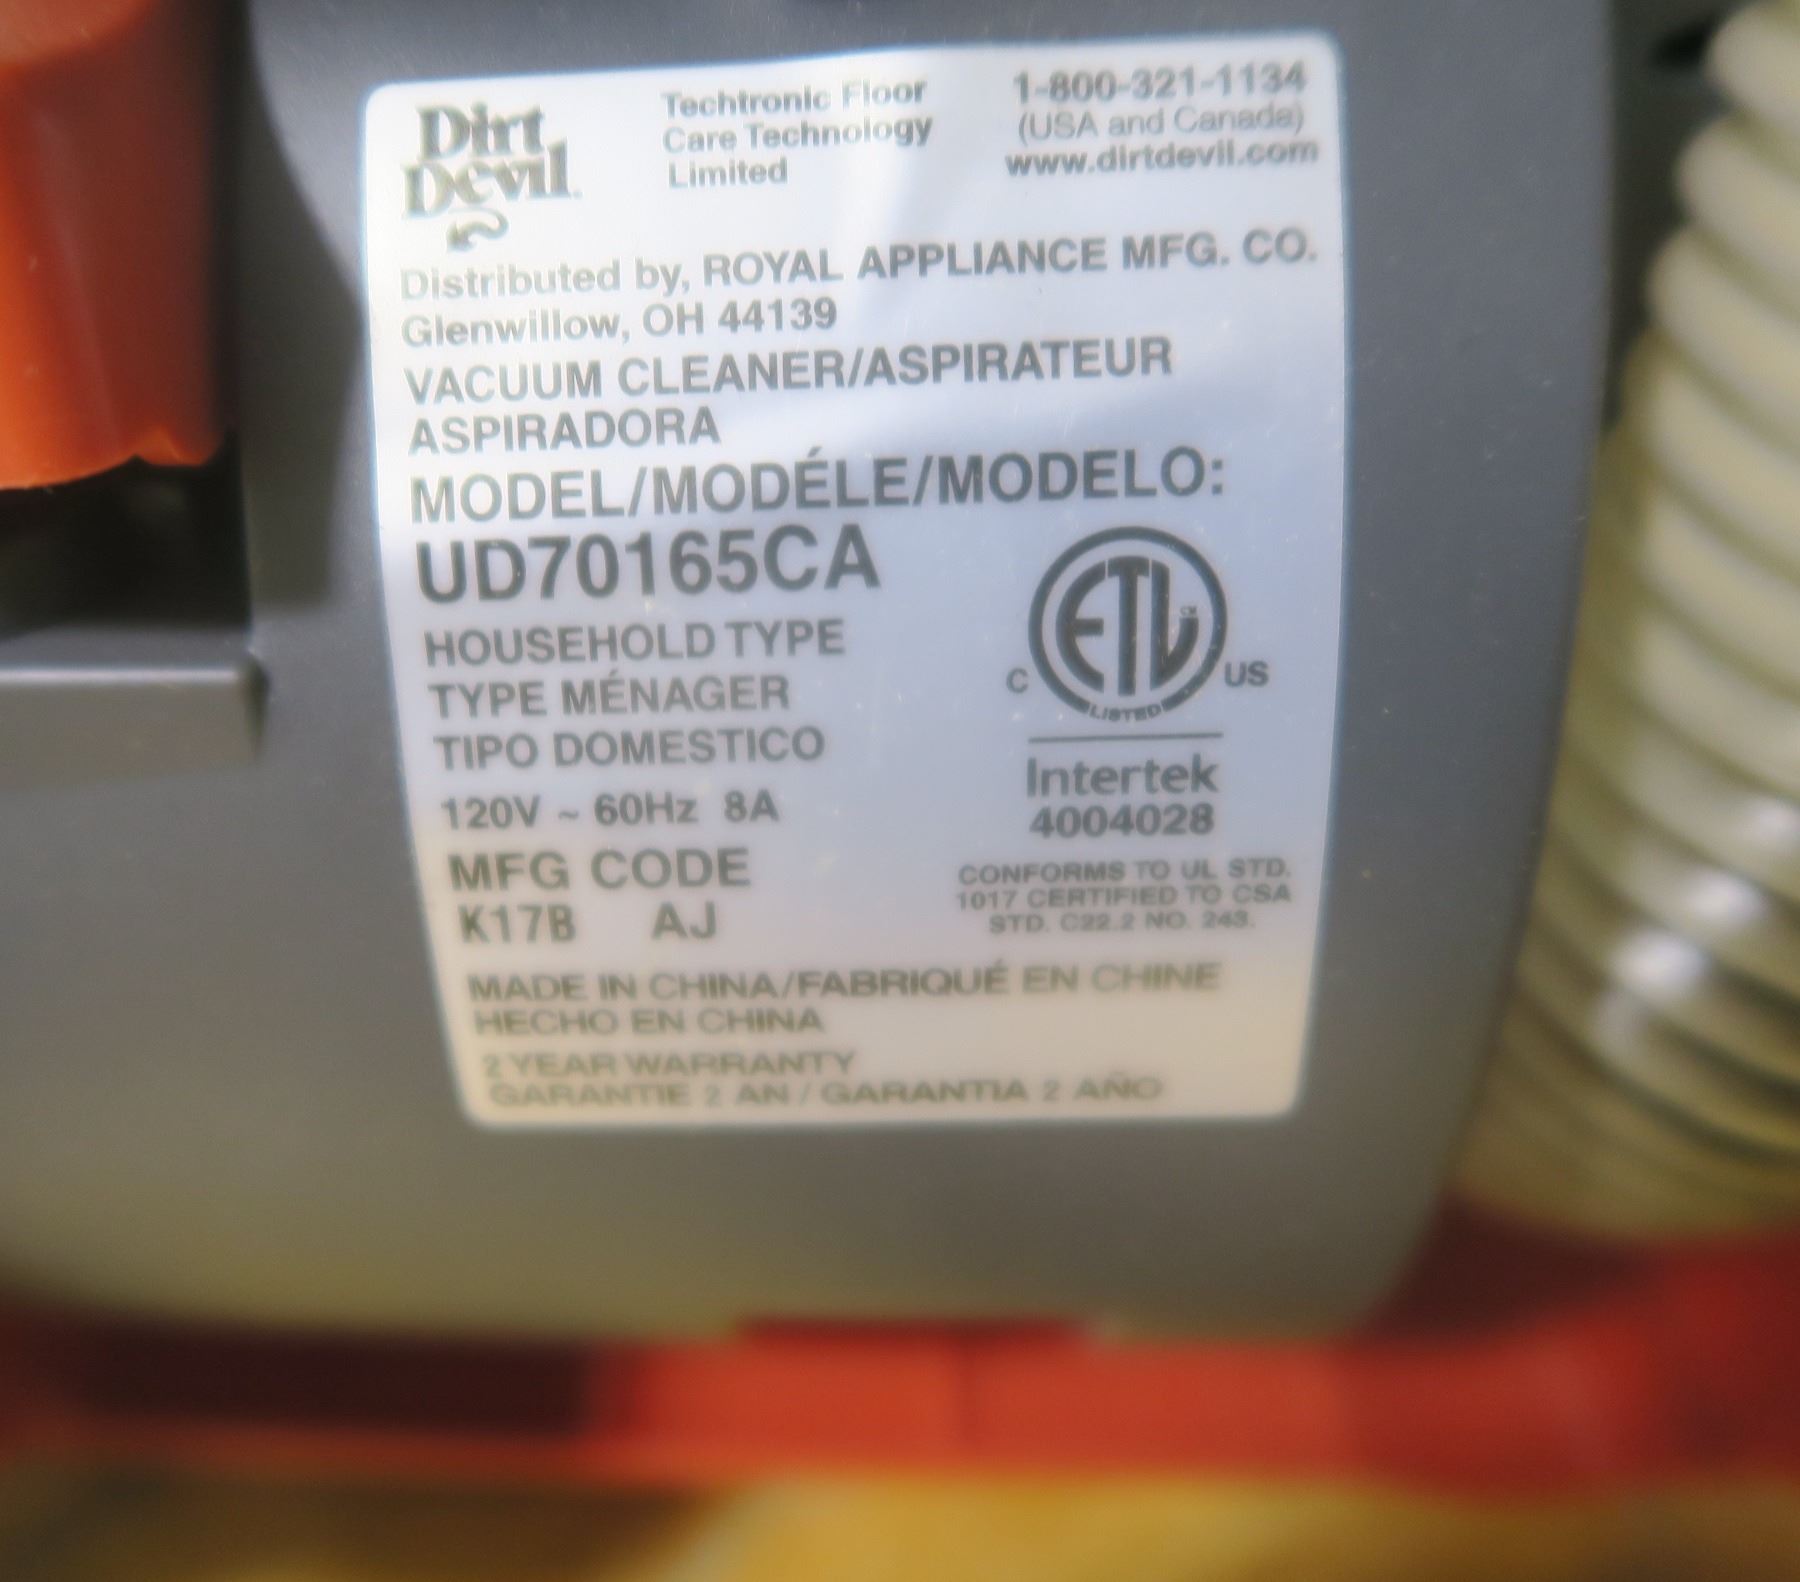 Dirt
Devil
Techtronic Floor
Care Technology
Limited
1-800-321-1134
(USA and Canada)
www.dirtdevil.com
Distributed by, ROYAL APPLIANCE MFG. CO.
Glenwillow, OH 44139
VACUUM CLEANER/ASPIRATEUR
ASPIRADORA
MODEL/MODÉLE/MODELO:
UD70165CA
HOUSEHOLD TYPE
TYPE MÉNAGER
TIPO DOMESTICO
120V ~ 60Hz 8A
MFG CODE
K17B AJ
ETL CM
C US
LISTED
Intertek
4004028
CONFORMS TO UL STD.
1017 CERTIFIED TO CSA
STD. C22.2 NO. 243.
MADE IN CHINA/FABRIQUÉ EN CHINE
HECHO EN CHINA
2 YEAR WARRANTY
GARANTIE 2 AN / GARANTIA 2 AÑO